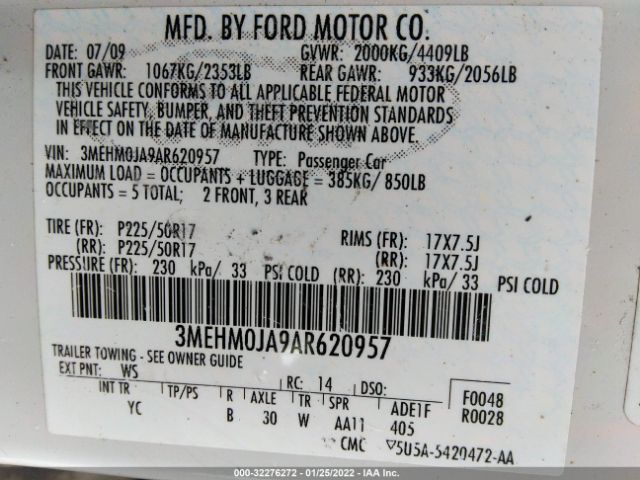 MFD. BY FORD MOTOR CO.
DATE: 07/09 GVWR: 2000KG/4409LB
FRONT GAWR: 1067KG/2353LB REAR GAWR: 933KG/2056LB
THIS VEHICLE CONFORMS TO ALL APPLICABLE FEDERAL MOTOR
VEHICLE SAFETY, BUMPER, AND THEFT PREVENTION STANDARDS
IN EFFECT ON THE DATE OF MANUFACTURE SHOWN ABOVE.
VIN: 3MEHM0JA9AR620957 TYPE: Passenger Car
MAXIMUM LOAD = OCCUPANTS + LUGGAGE = 385KG/ 850LB
OCCUPANTS = 5 TOTAL; 2 FRONT, 3 REAR
TIRE (FR): P225/50R17 RIMS (FR): 17X7.5J
(RR): P225/50R17 (RR): 17X7.5J
PRESSURE (FR): 230 kPa/ 33 PSI COLD (RR): 230 kPa/ 33 PSI COLD
3MEHM0JA9AR620957
TRAILER TOWING - SEE OWNER GUIDE
EXT PNT: WS RC: 14 DSO: F0048
INT TR TP/PS R AXLE TR SPR ADE1F R0028
YC B 30 W AA11 405
CMC ▽5U5A-5420472-AA
000-32276272 - 01/25/2022 - IAA Inc.